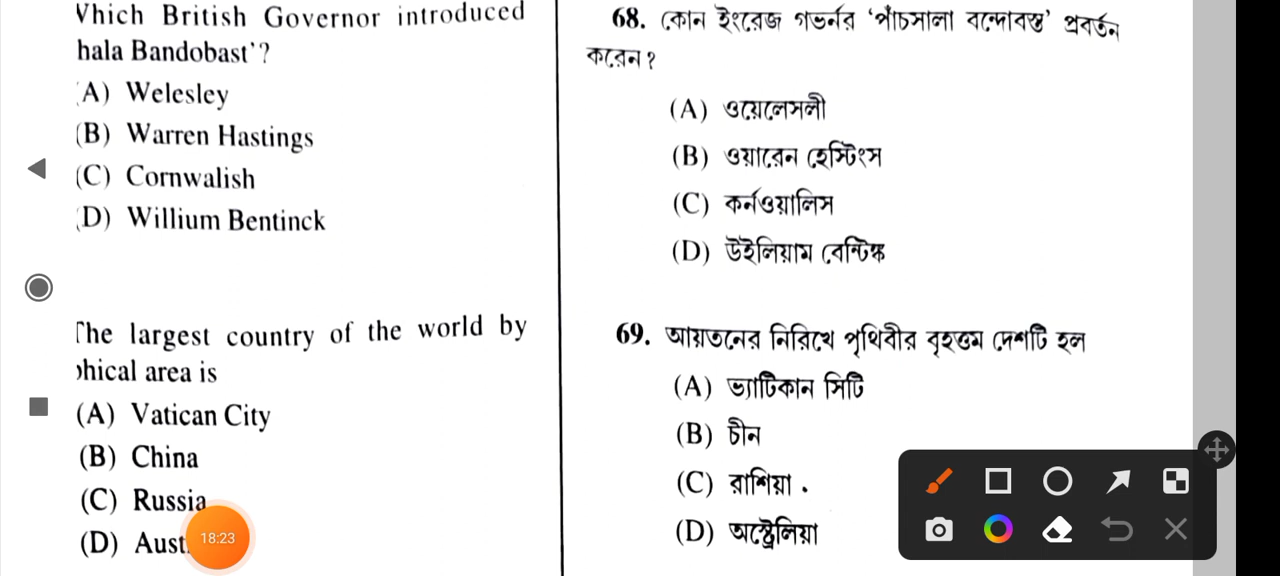 Which British Governor introduced
hala Bandobast'?
(A) Welesley
(B) Warren Hastings
(C) Cornwalish
(D) Willium Bentinck
The largest country of the world by
phical area is
(A) Vatican City
(B) China
(C) Russia
(D) Aust
18:23
68. কোন ইংরেজ গভর্নর ‘পাঁচসালা বন্দোবস্ত’ প্রবর্তন
করেন?
(A) ওয়েলেসলী
(B) ওয়ারেন হেস্টিংস
(C) কর্নওয়ালিস
(D) উইলিয়াম বেন্টিঙ্ক
69. আয়তনের নিরিখে পৃথিবীর বৃহত্তম দেশটি হল
(A) ভ্যাটিকান সিটি
(B) চীন
(C) রাশিয়া .
(D) অস্ট্রেলিয়া